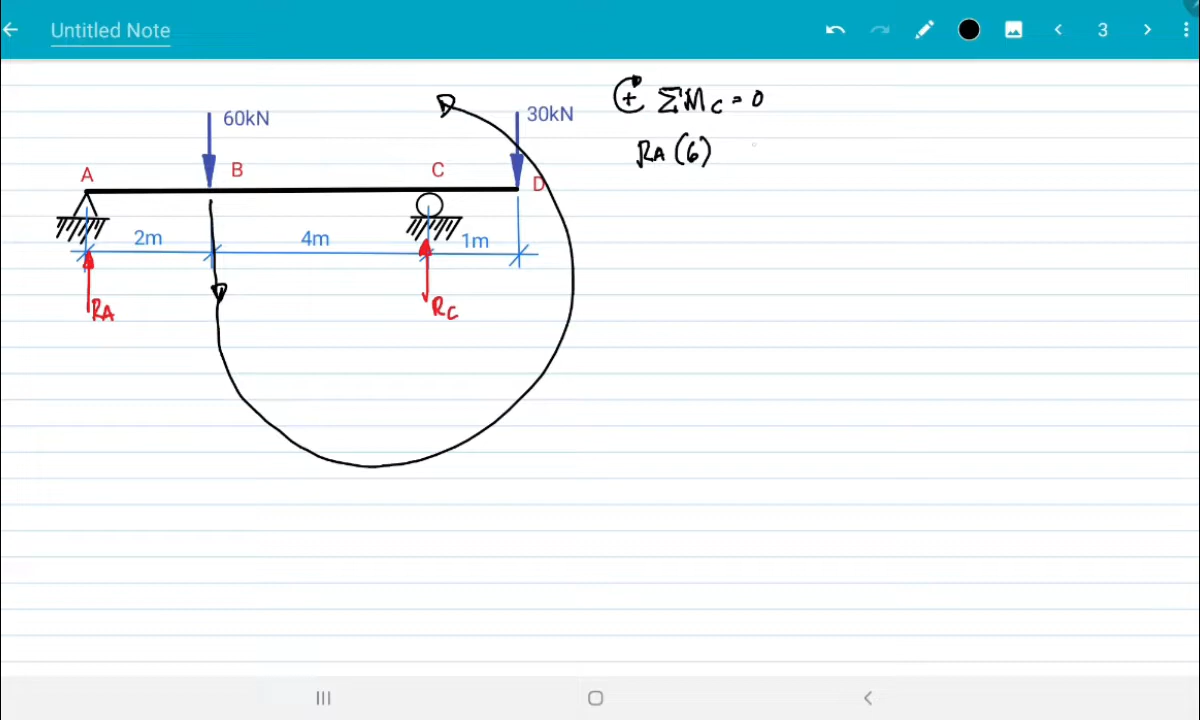 Untitled Note
3
+ ΣMC = 0
60kN
30kN
RA (6)
A
B
C
D
2m
4m
1m
RA
RC